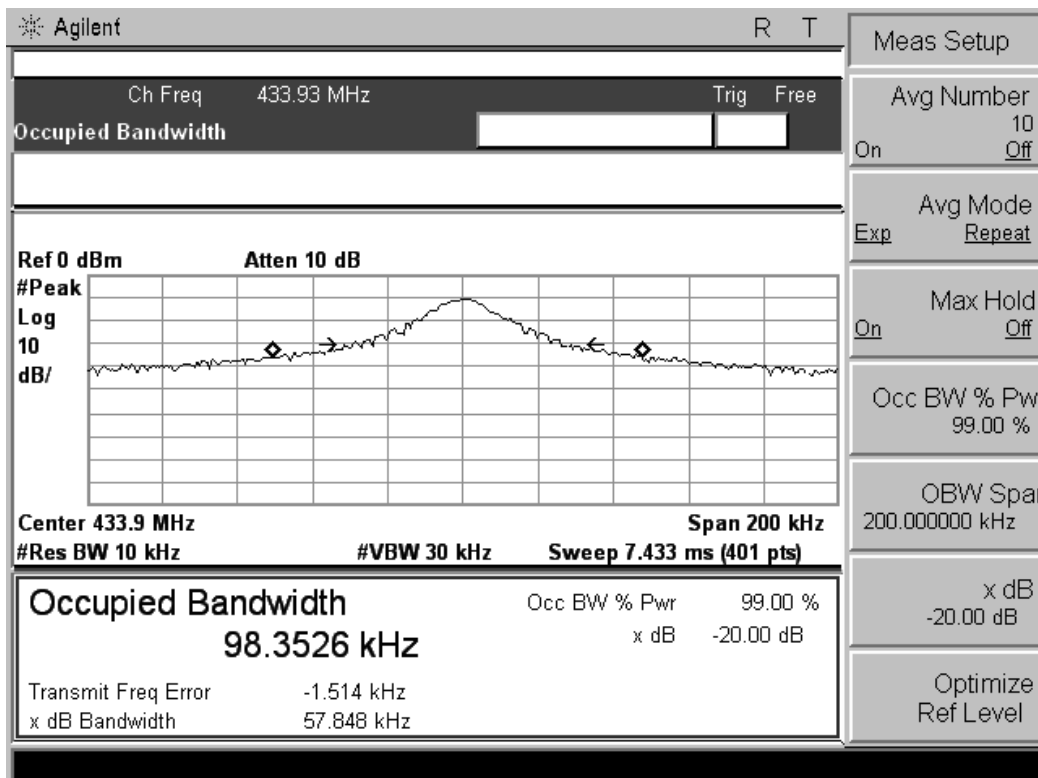 Agilent R T
Ch Freq 433.93 MHz Trig Free
Occupied Bandwidth
Ref 0 dBm Atten 10 dB
#Peak
Log
10
dB/
Center 433.9 MHz Span 200 kHz
#Res BW 10 kHz #VBW 30 kHz Sweep 7.433 ms (401 pts)
Occupied Bandwidth
98.3526 kHz
Occ BW % Pwr 99.00 %
x dB -20.00 dB
Transmit Freq Error -1.514 kHz
x dB Bandwidth 57.848 kHz
Meas Setup
Avg Number
10
On Off
Avg Mode
Exp Repeat
Max Hold
On Off
Occ BW % Pw
99.00 %
OBW Spa
200.000000 kHz
x dB
-20.00 dB
Optimize
Ref Level